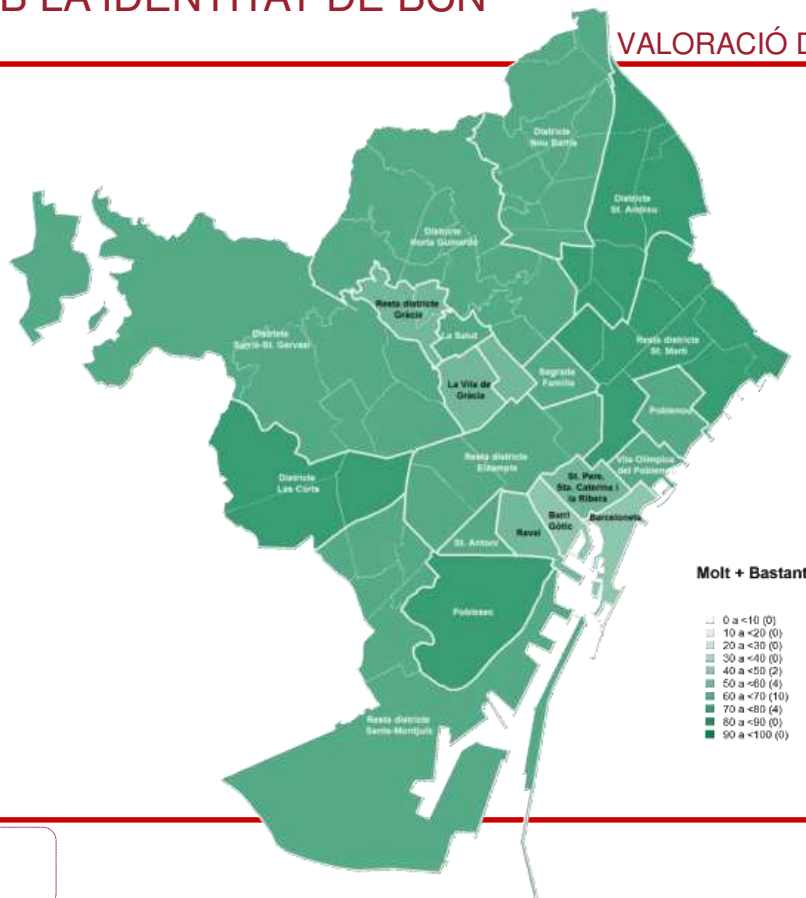 B LA IDENTITAT DE BCN
VALORACIÓ D
Districte
Nou Barris
Districte
St. Andreu
Districte
Horta Guinardó
Resta districte
Gràcia
La Salut
Districte
Sarrià-St. Gervasi
Resta districte
St. Martí
La Vila de
Gràcia
Sagrada
Família
Poblenou
Vila Olímpica
del Poblenou
Resta districte
Eixample
St. Pere,
Sta. Caterina i
la Ribera
Districte
Les Corts
Barri
Gòtic
Barceloneta
Raval
St. Antoni
Poblesec
Resta districte
Sants-Montjuïc
Molt + Bastant
0 a <10 (0)
10 a <20 (0)
20 a <30 (0)
30 a <40 (0)
40 a <50 (2)
50 a <60 (4)
60 a <70 (10)
70 a <80 (4)
80 a <90 (0)
90 a <100 (0)